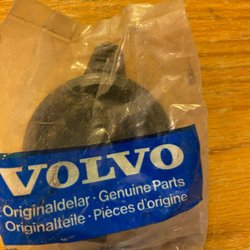 VOLVO
Originaldelar · Genuine Parts
Originalteile · Pièces d'origine